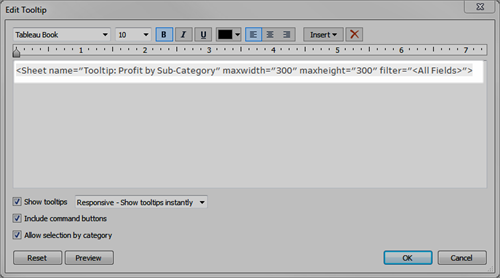 Edit Tooltip
Tableau Book 10 B I U Insert
1 2 3 4 5 6 7
<Sheet name="Tooltip: Profit by Sub-Category" maxwidth="300" maxheight="300" filter="<All Fields>">
Show tooltips Responsive - Show tooltips instantly
Include command buttons
Allow selection by category
Reset Preview OK Cancel